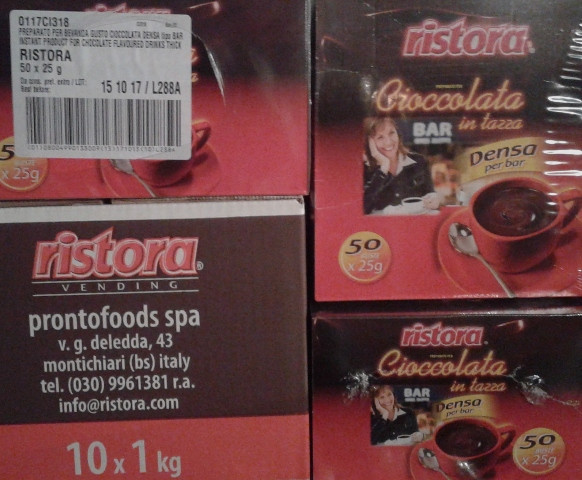 0117CI318
PREPARATO PER BEVANDA GUSTO CIOCCOLATA DENSA tipo BAR
INSTANT PRODUCT FOR CHOCOLATE FLAVOURED DRINKS THICK
RISTORA
50 x 25 g
15 10 17 / L288A
5
x 25g
ristora
VENDING
prontofoods spa
v. g. deledda, 43
montichiari (bs) italy
tel. (030) 9961381 r.a.
info@ristora.com
10 x 1 kg
ristora
Cioccolata
in tazza
BAR
Densa
per bar
50
x 25g
ristora
Cioccolata
in tazza
BAR
Densa
per bar
50
x 25g